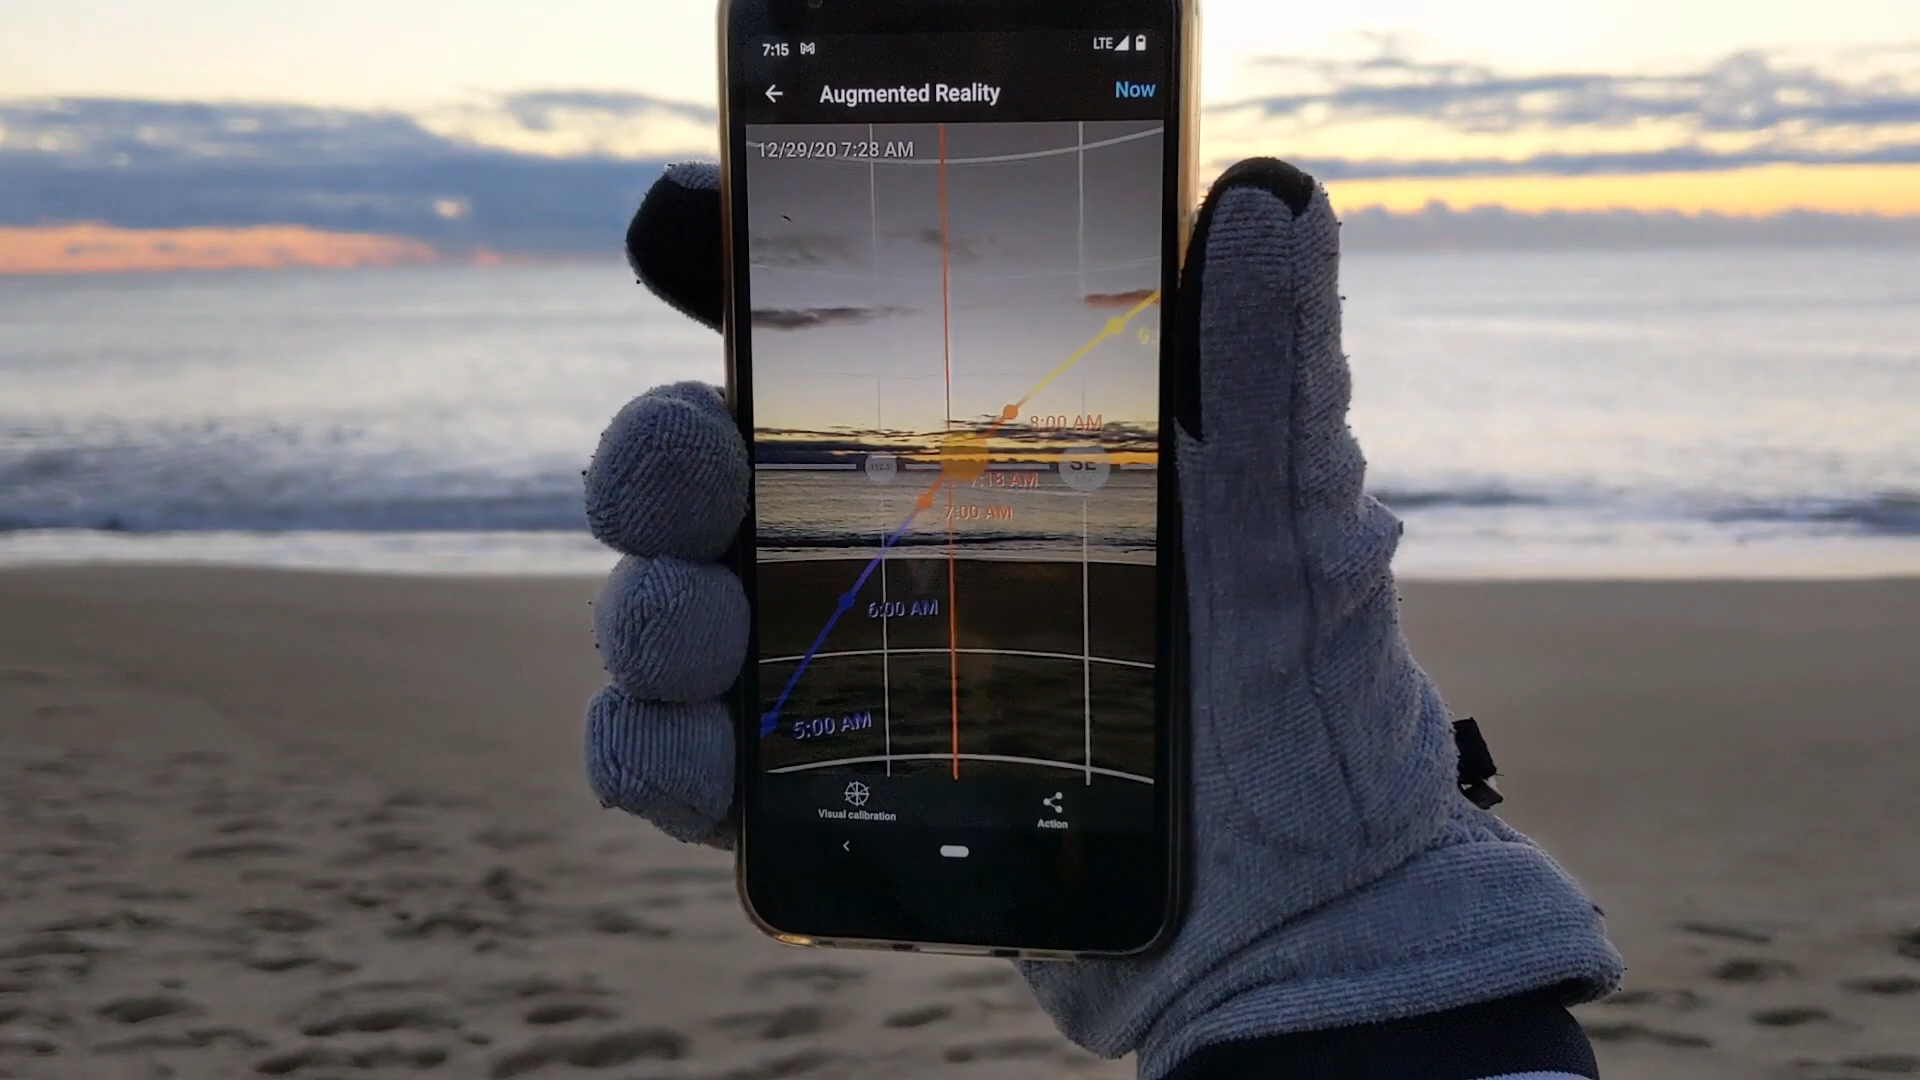 7:15 LTE
Augmented Reality Now
12/29/20 7:28 AM
9:
8:00 AM
SE
7:18 AM
7:00 AM
6:00 AM
5:00 AM
Visual calibration
Action